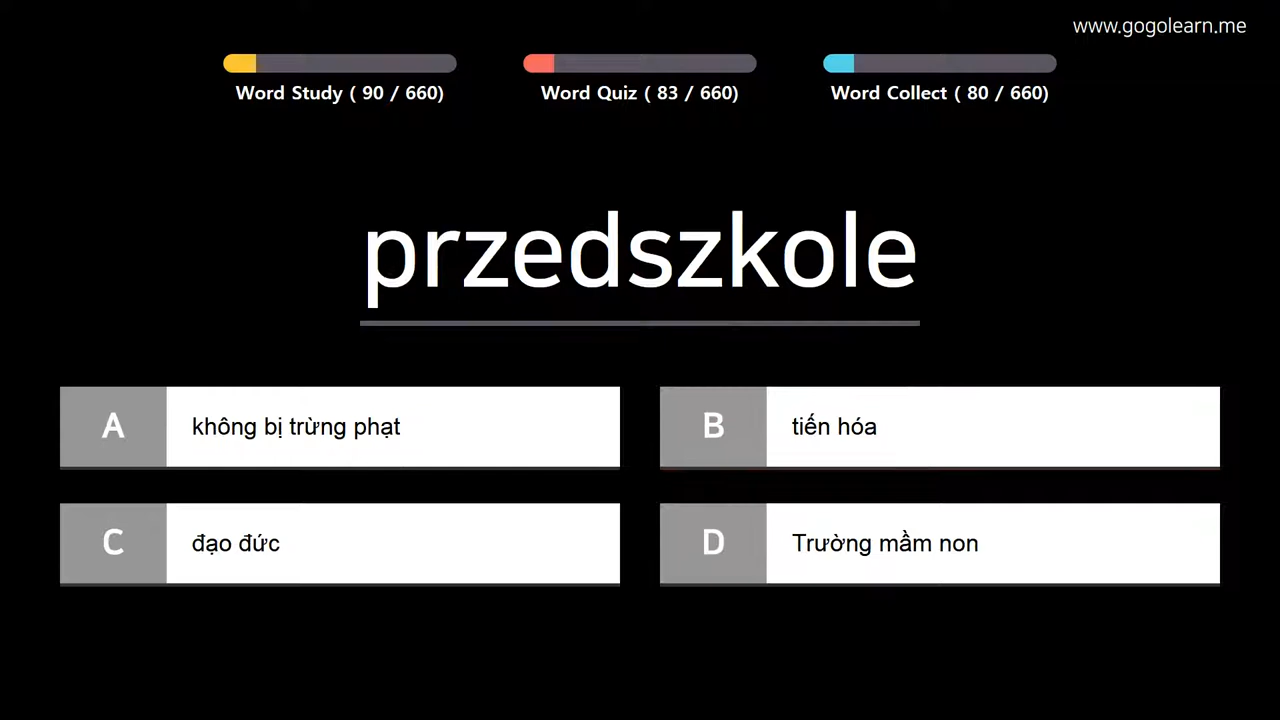 www.gogolearn.me
Word Study ( 90 / 660)
Word Quiz ( 83 / 660)
Word Collect ( 80 / 660)
przedszkole
A không bị trừng phạt
B tiến hóa
C đạo đức
D Trường mầm non